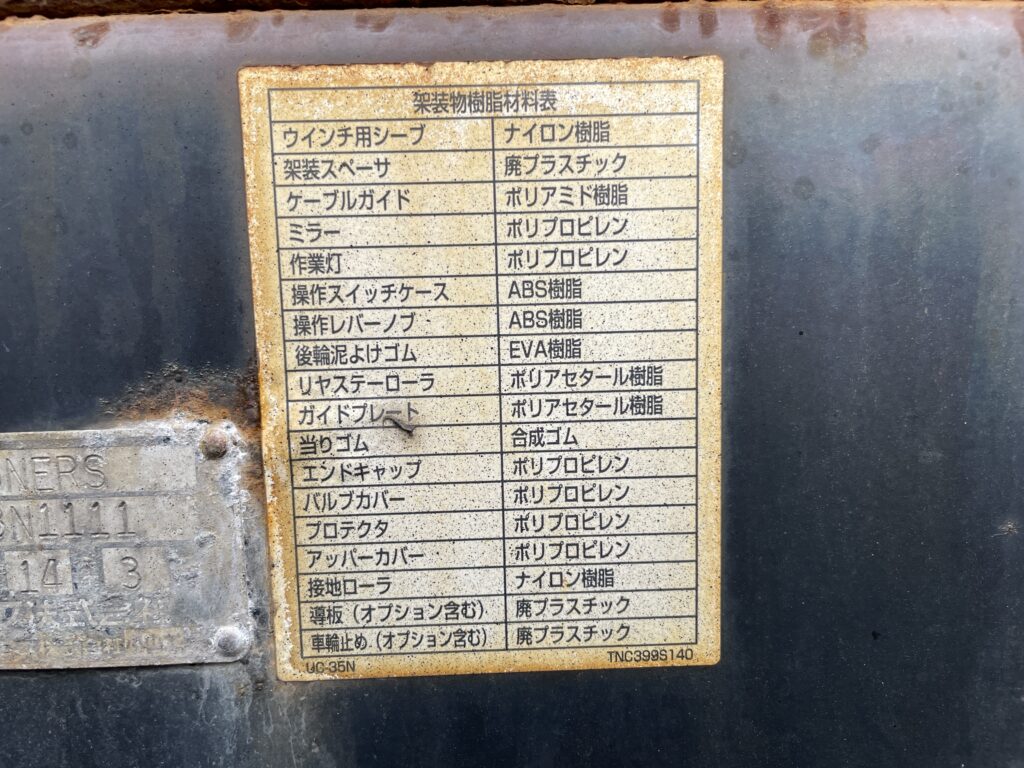 架装物樹脂材料表
ウインチ用シーブ ナイロン樹脂
架装スペーサ 廃プラスチック
ケーブルガイド ポリアミド樹脂
ミラー ポリプロピレン
作業灯 ポリプロピレン
操作スイッチケース ABS樹脂
操作レバーノブ ABS樹脂
後輪泥よけゴム EVA樹脂
リヤステーローラ ポリアセタール樹脂
ガイドプレート ポリアセタール樹脂
当りゴム 合成ゴム
エンドキャップ ポリプロピレン
バルブカバー ポリプロピレン
プロテクタ ポリプロピレン
アッパーカバー ポリプロピレン
接地ローラ ナイロン樹脂
導板(オプション含む) 廃プラスチック
車輪止め(オプション含む) 廃プラスチック
UC-35N TNC399S140
NERS
N1111
14 3